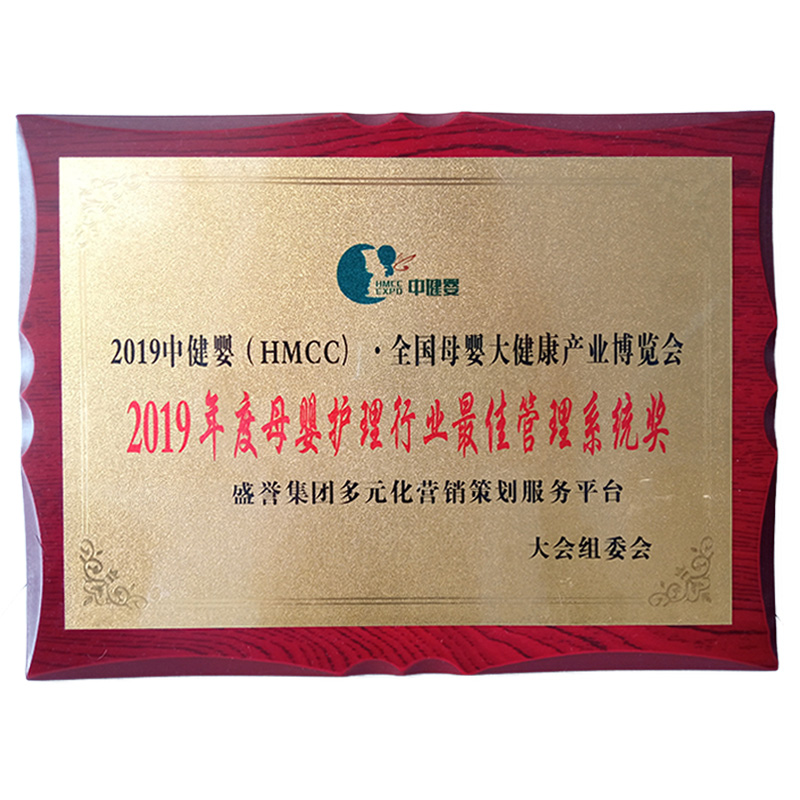 HMCC
EXPO 中健婴
2019中健婴(HMCC)·全国母婴大健康产业博览会
2019年度母婴护理行业最佳管理系统奖
盛誉集团多元化营销策划服务平台
大会组委会